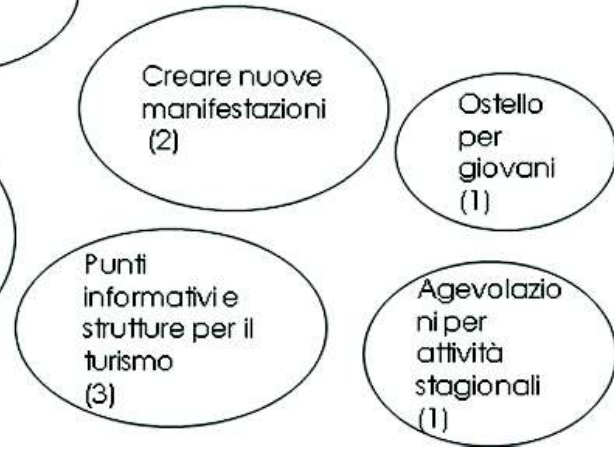 Creare nuove
manifestazioni
(2)
Ostello
per
giovani
(1)
Punti
informativi e
strutture per il
turismo
(3)
Agevolazio
ni per
attività
stagionali
(1)